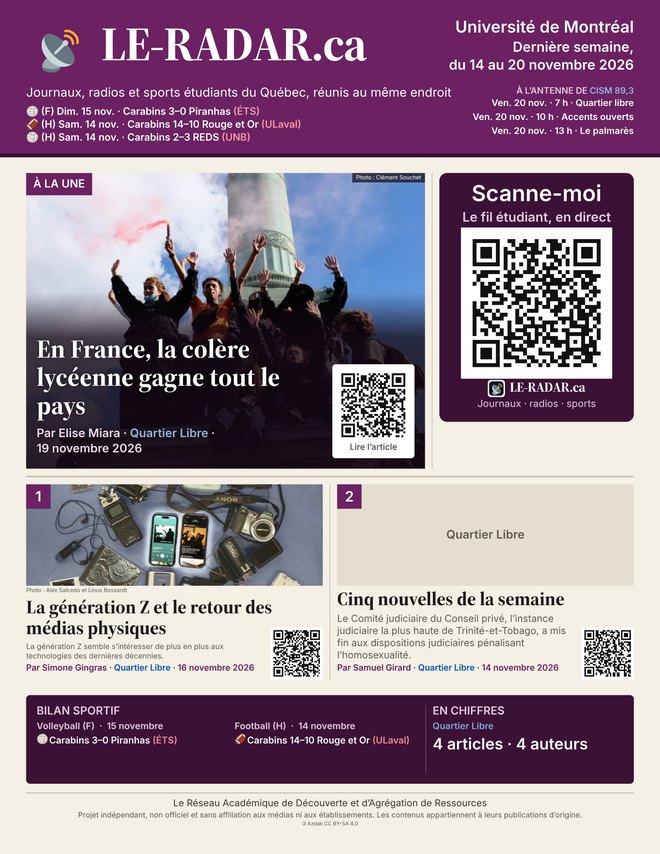 LE-RADAR.ca
Université de Montréal
Dernière semaine,
du 14 au 20 novembre 2026
Journaux, radios et sports étudiants du Québec, réunis au même endroit
(F) Dim. 15 nov. · Carabins 3–0 Piranhas (ÉTS)
(H) Sam. 14 nov. · Carabins 14–10 Rouge et Or (ULaval)
(H) Sam. 14 nov. · Carabins 2–3 REDS (UNB)
À L'ANTENNE DE CISM 89,3
Ven. 20 nov. · 7 h · Quartier libre
Ven. 20 nov. · 10 h · Accents ouverts
Ven. 20 nov. · 13 h · Le palmarès
À LA UNE
Photo : Clément Souchet
En France, la colère
lycéenne gagne tout le
pays
Par Elise Miara · Quartier Libre ·
19 novembre 2026
Lire l'article
Scanne-moi
Le fil étudiant, en direct
LE-RADAR.ca
Journaux · radios · sports
1
Photo : Alex Salcedo et Linus Bossardt
La génération Z et le retour des
médias physiques
La génération Z semble s'intéresser de plus en plus aux
technologies des dernières décennies.
Par Simone Gingras · Quartier Libre · 16 novembre 2026
2
Quartier Libre
Cinq nouvelles de la semaine
Le Comité judiciaire du Conseil privé, l'instance
judiciaire la plus haute de Trinité-et-Tobago, a mis
fin aux dispositions judiciaires pénalisant
l'homosexualité.
Par Samuel Girard · Quartier Libre · 14 novembre 2026
BILAN SPORTIF
Volleyball (F) · 15 novembre
Carabins 3–0 Piranhas (ÉTS)
Football (H) · 14 novembre
Carabins 14–10 Rouge et Or (ULaval)
EN CHIFFRES
Quartier Libre
4 articles · 4 auteurs
Le Réseau Académique de Découverte et d'Agrégation de Ressources
Projet indépendant, non officiel et sans affiliation aux médias ni aux établissements. Les contenus appartiennent à leurs publications d'origine.
Azdak CC BY-SA 4.0